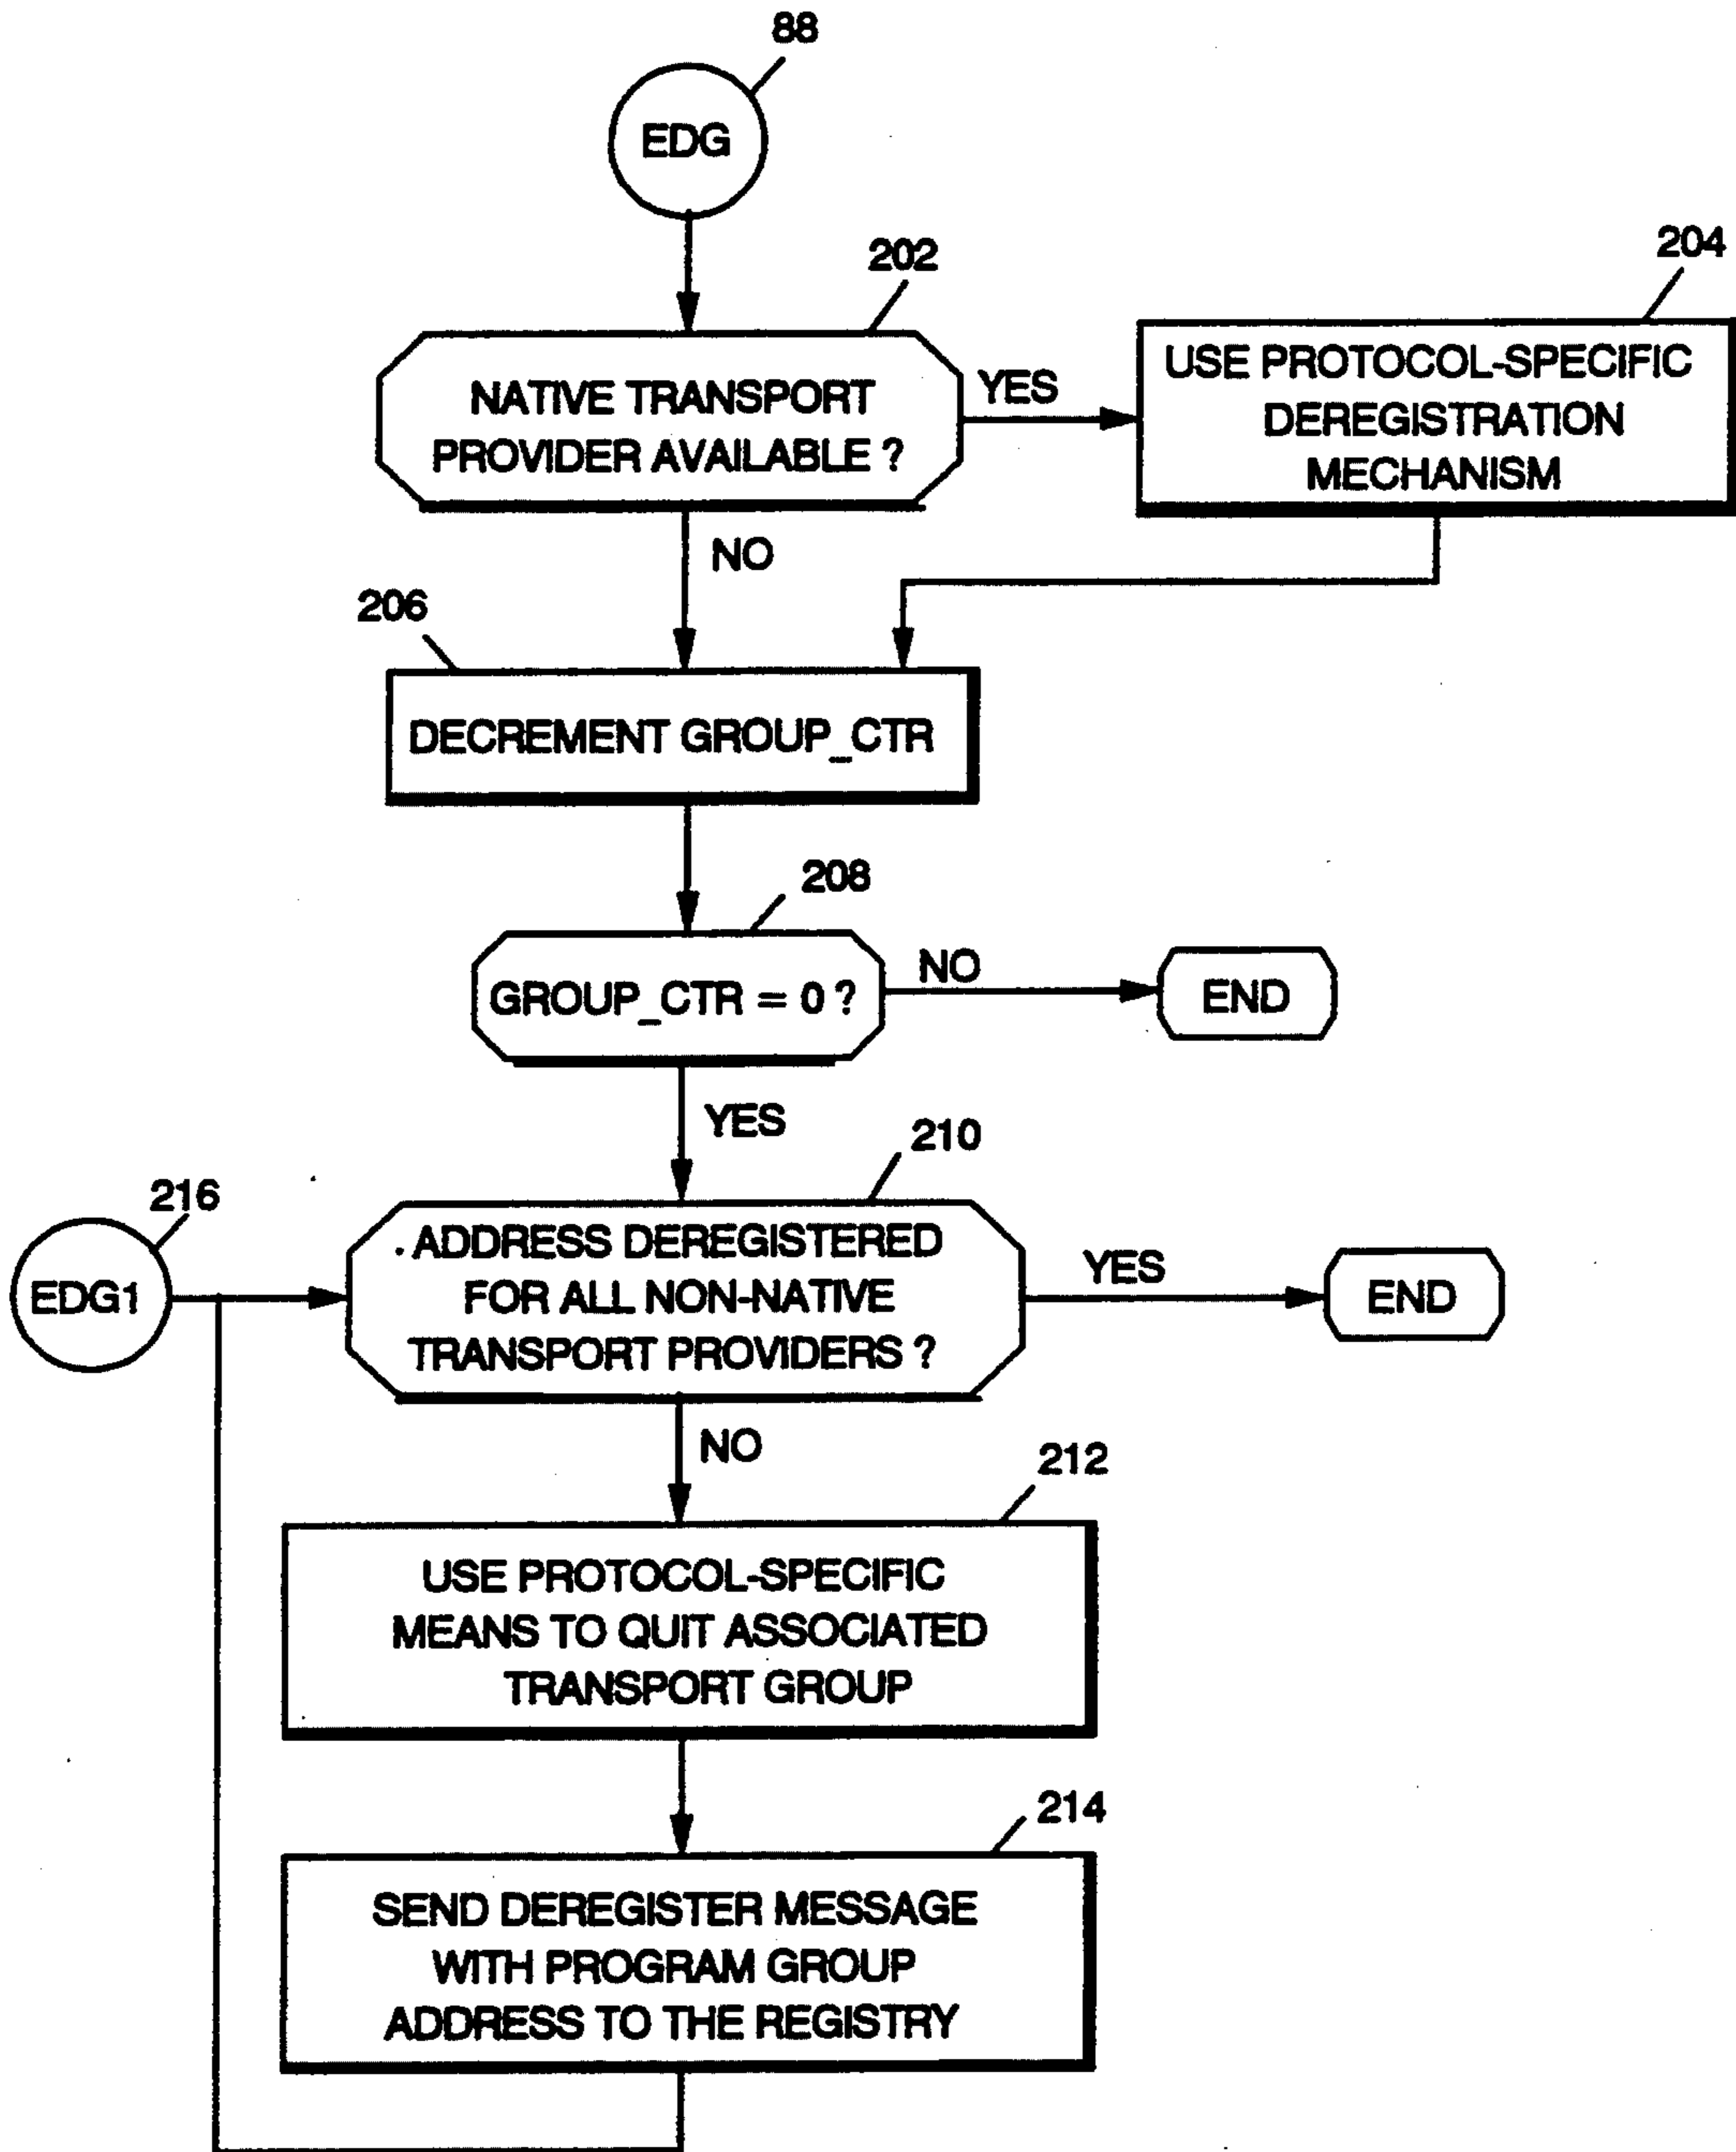 88
EDG
202
204
NATIVE TRANSPORT
PROVIDER AVAILABLE ?
YES
USE PROTOCOL-SPECIFIC
DEREGISTRATION
MECHANISM
NO
206
DECREMENT GROUP_CTR
208
GROUP_CTR = 0 ?
NO
END
YES
210
216
EDG1
ADDRESS DEREGISTERED
FOR ALL NON-NATIVE
TRANSPORT PROVIDERS ?
YES
END
NO
212
USE PROTOCOL-SPECIFIC
MEANS TO QUIT ASSOCIATED
TRANSPORT GROUP
214
SEND DEREGISTER MESSAGE
WITH PROGRAM GROUP
ADDRESS TO THE REGISTRY